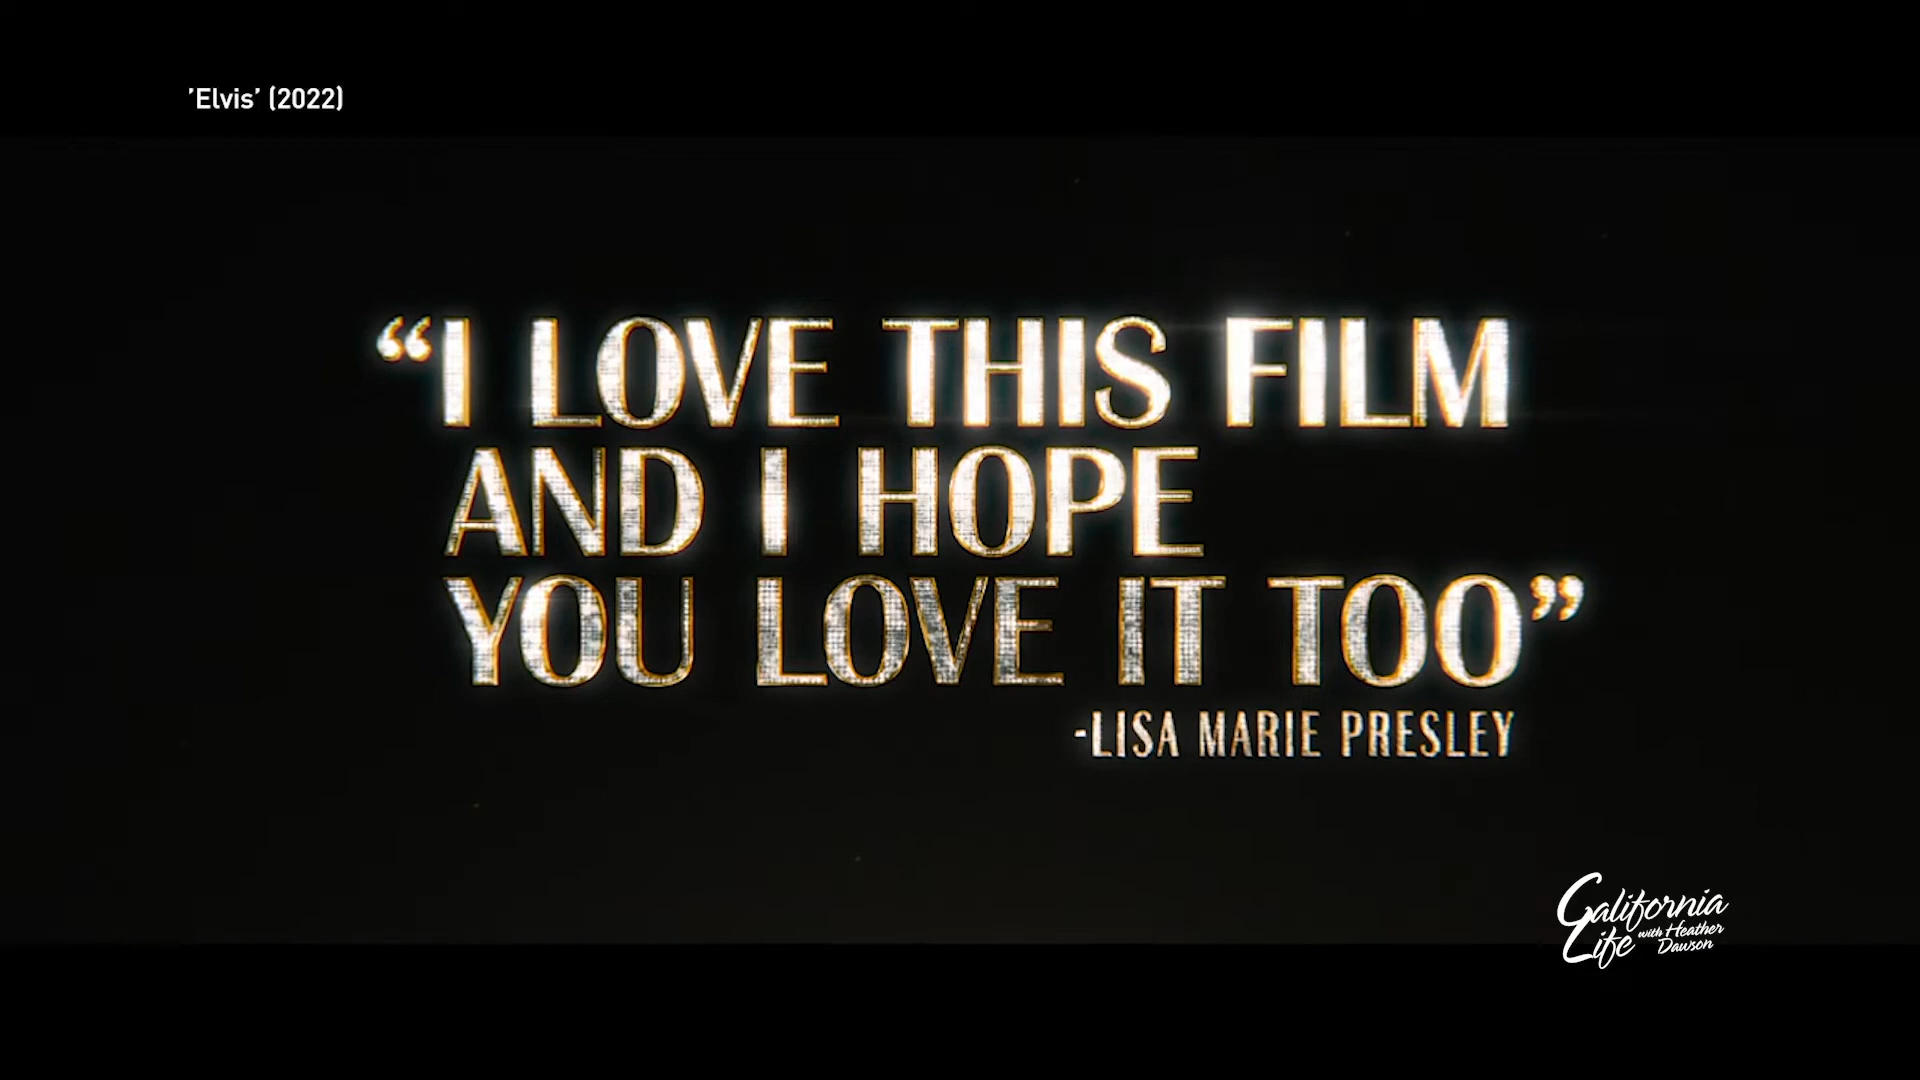 'Elvis' (2022)
“I LOVE THIS FILM
AND I HOPE
YOU LOVE IT TOO”
-LISA MARIE PRESLEY
California
Life with Heather
Dawson